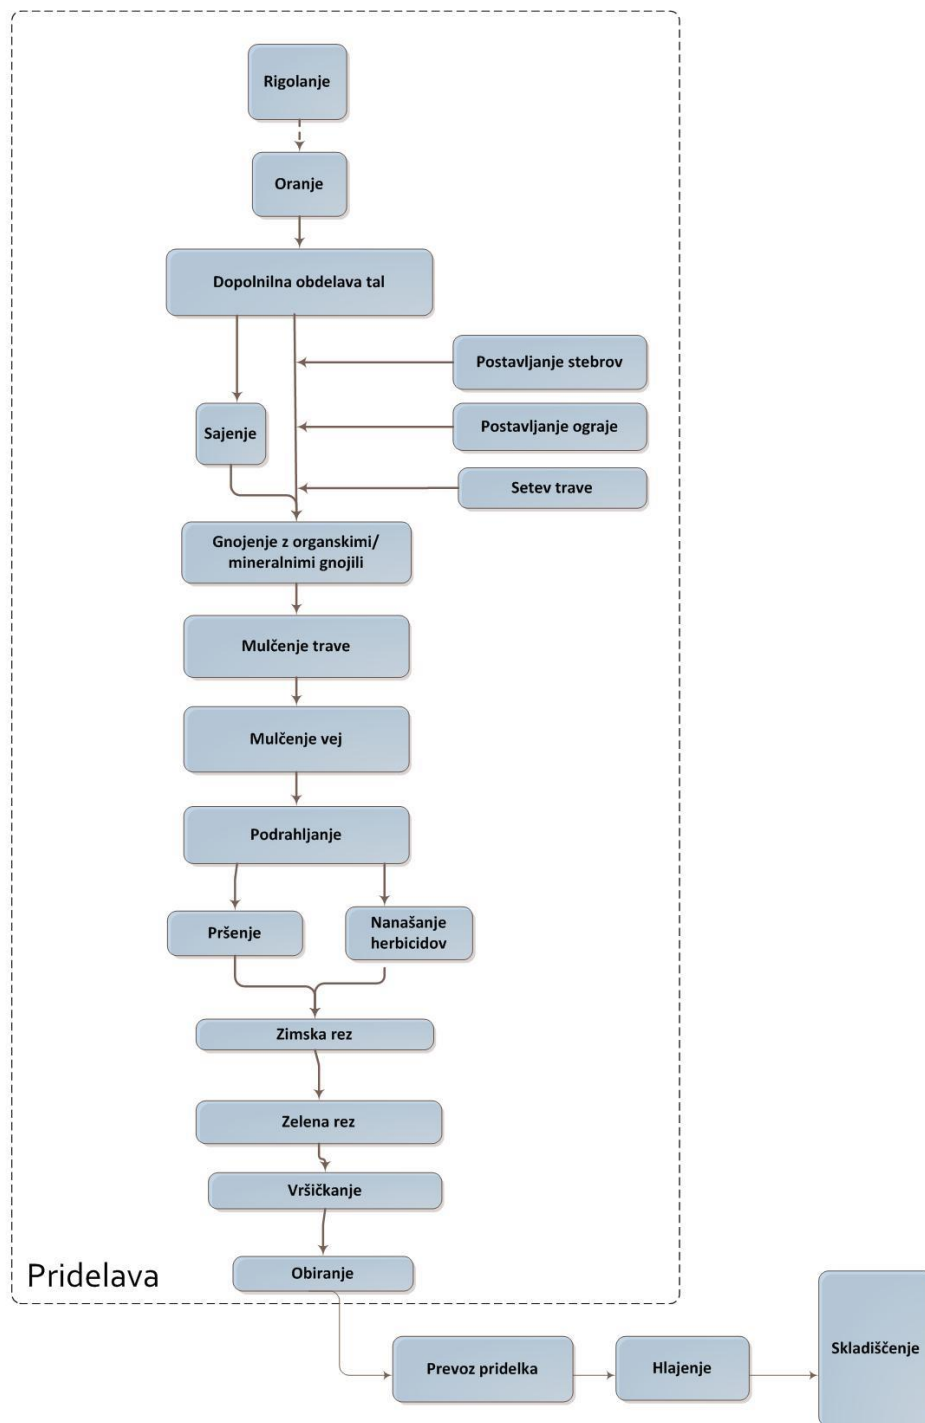 Rigolanje
Oranje
Dopolnilna obdelava tal
Postavljanje stebrov
Sajenje
Postavljanje ograje
Setev trave
Gnojenje z organskimi/
mineralnimi gnojili
Mulčenje trave
Mulčenje vej
Podrahljanje
Pršenje
Nanašanje
herbicidov
Zimska rez
Zelena rez
Vršičkanje
Obiranje
Pridelava
Prevoz pridelka
Hlajenje
Skladiščenje